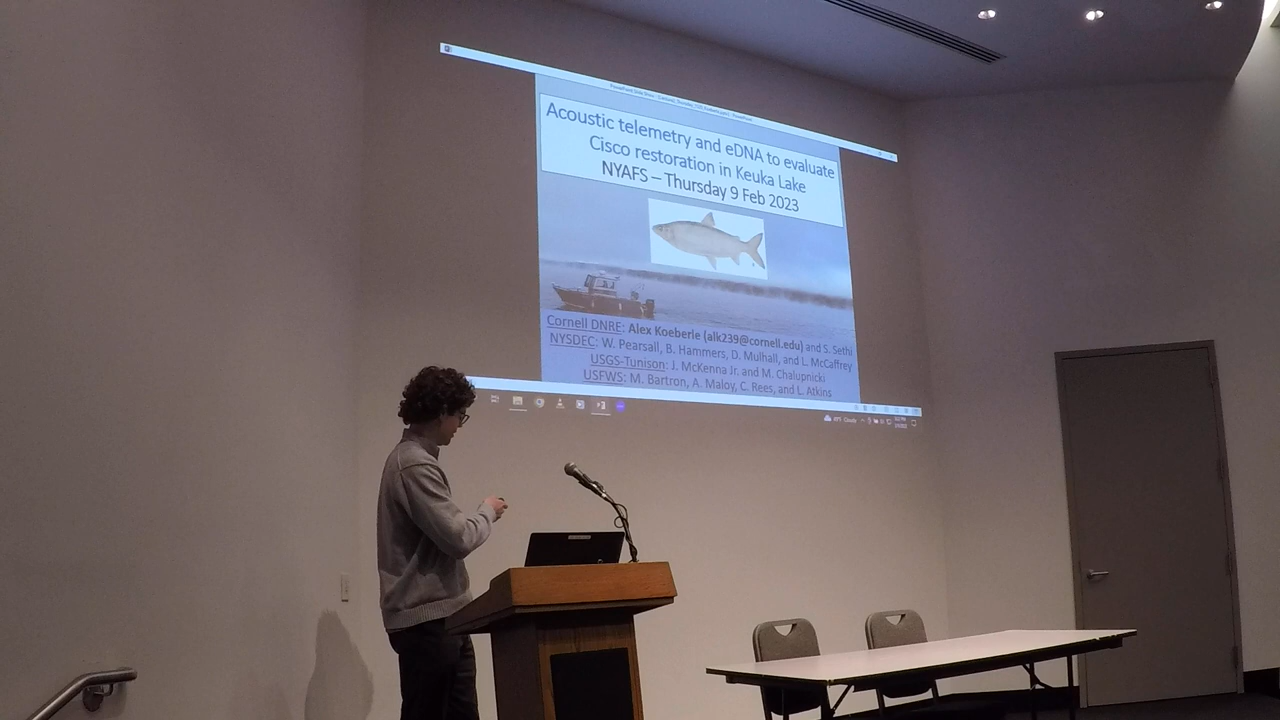 Acoustic telemetry and eDNA to evaluate
Cisco restoration in Keuka Lake
NYAFS – Thursday 9 Feb 2023
Cornell DNRE: Alex Koeberle (alk239@cornell.edu) and S. Sethi
NYSDEC: W. Pearsall, B. Hammers, D. Mulhall, and L. McCaffrey
USGS-Tunison: J. McKenna Jr. and M. Chalupnicki
USFWS: M. Bartron, A. Maloy, C. Rees, and L. Atkins
Cloudy